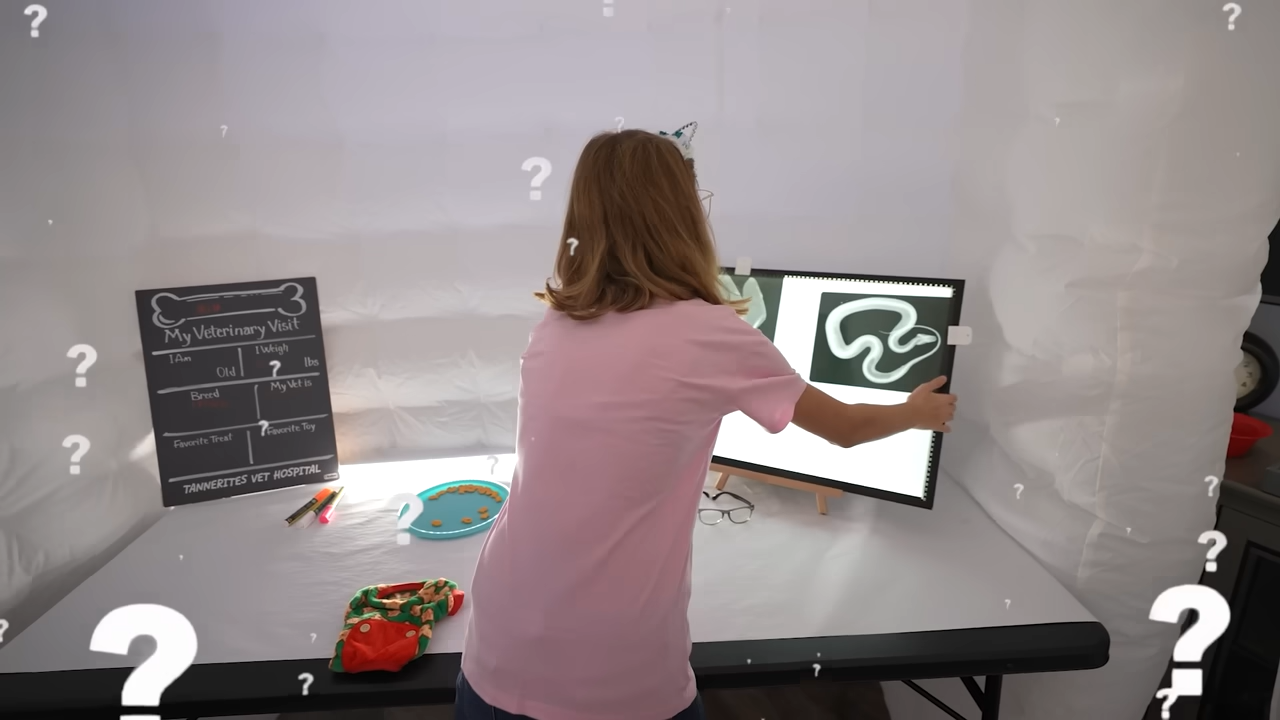 My Veterinary Visit
I Am
I Weigh
Old
lbs
Breed
My Vet is
Favorite Treat
Favorite Toy
TANNERITES VET HOSPITAL